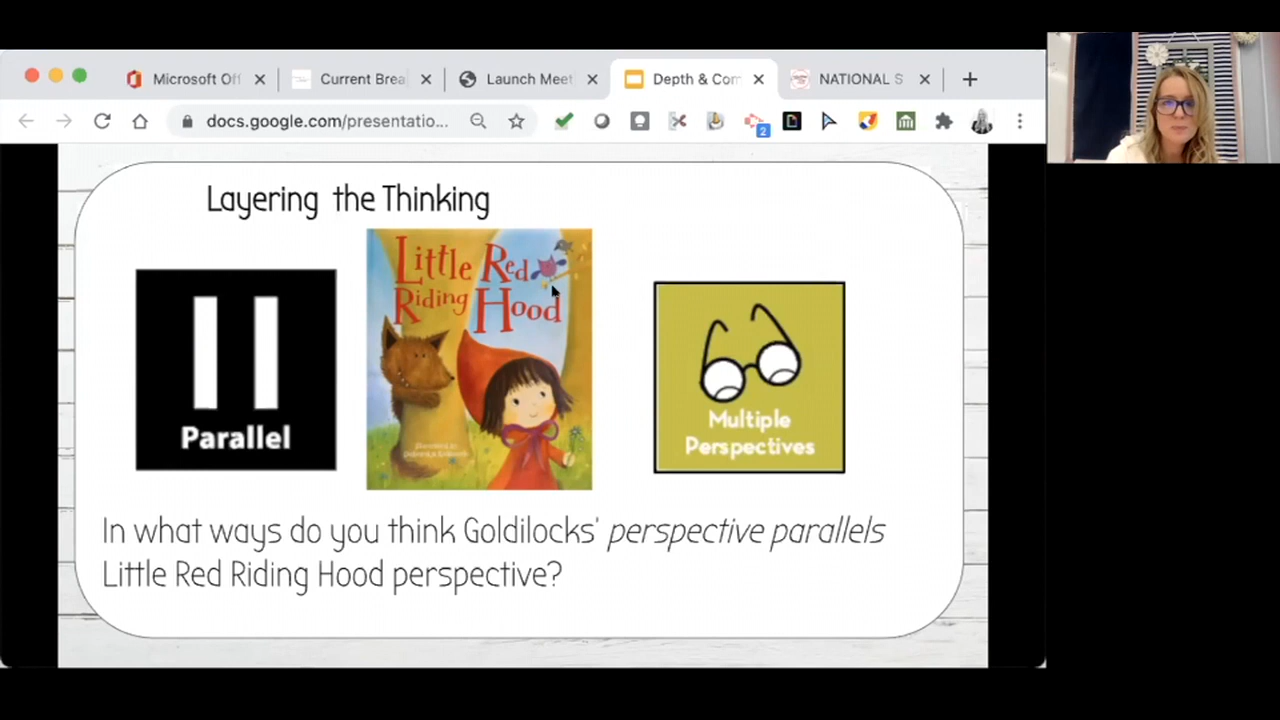 Microsoft Off
Current Brea
Launch Meet
Depth & Com
NATIONAL S
docs.google.com/presentatio...
2
Layering the Thinking
Little Red
Riding Hood
Parallel
Multiple
Perspectives
In what ways do you think Goldilocks' perspective parallels
Little Red Riding Hood perspective?